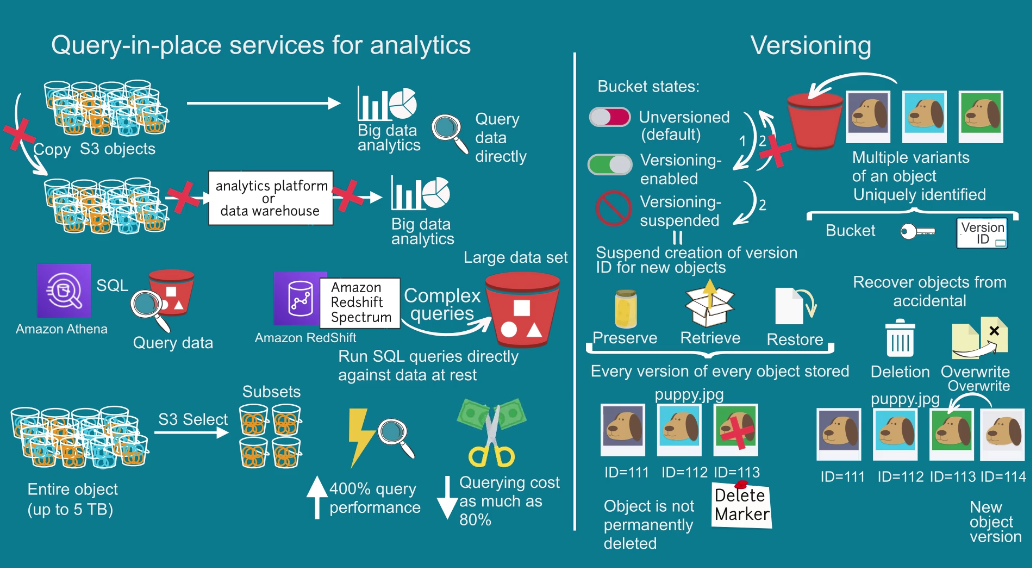 Query-in-place services for analytics
Copy S3 objects
Big data
analytics
Query
data
directly
analytics platform
or
data warehouse
Big data
analytics
Amazon Athena
SQL
Query data
Amazon RedShift
Amazon
Redshift
Spectrum
Complex
queries
Large data set
Run SQL queries directly
against data at rest
Entire object
(up to 5 TB)
S3 Select
Subsets
400% query
performance
Querying cost
as much as
80%
Versioning
Bucket states:
Unversioned
(default)
Versioning-
enabled
Versioning-
suspended
1
2
2
Suspend creation of version
ID for new objects
Multiple variants
of an object
Uniquely identified
Bucket
Version
ID
Preserve
Retrieve
Restore
Every version of every object stored
Recover objects from
accidental
Deletion
Overwrite
puppy.jpg
ID=111
ID=112
ID=113
Object is not
permanently
deleted
Delete
Marker
Overwrite
puppy.jpg
ID=111
ID=112
ID=113
ID=114
New
object
version